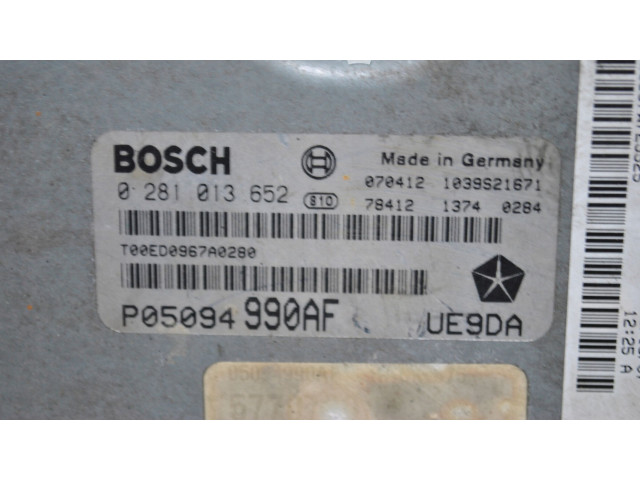 BOSCH
Made in Germany
0 281 013 652
S10
070412 1039S21671
78412 1374 0284
T00ED0967A0280
P05094 990AF
UE9DA
12:25 A